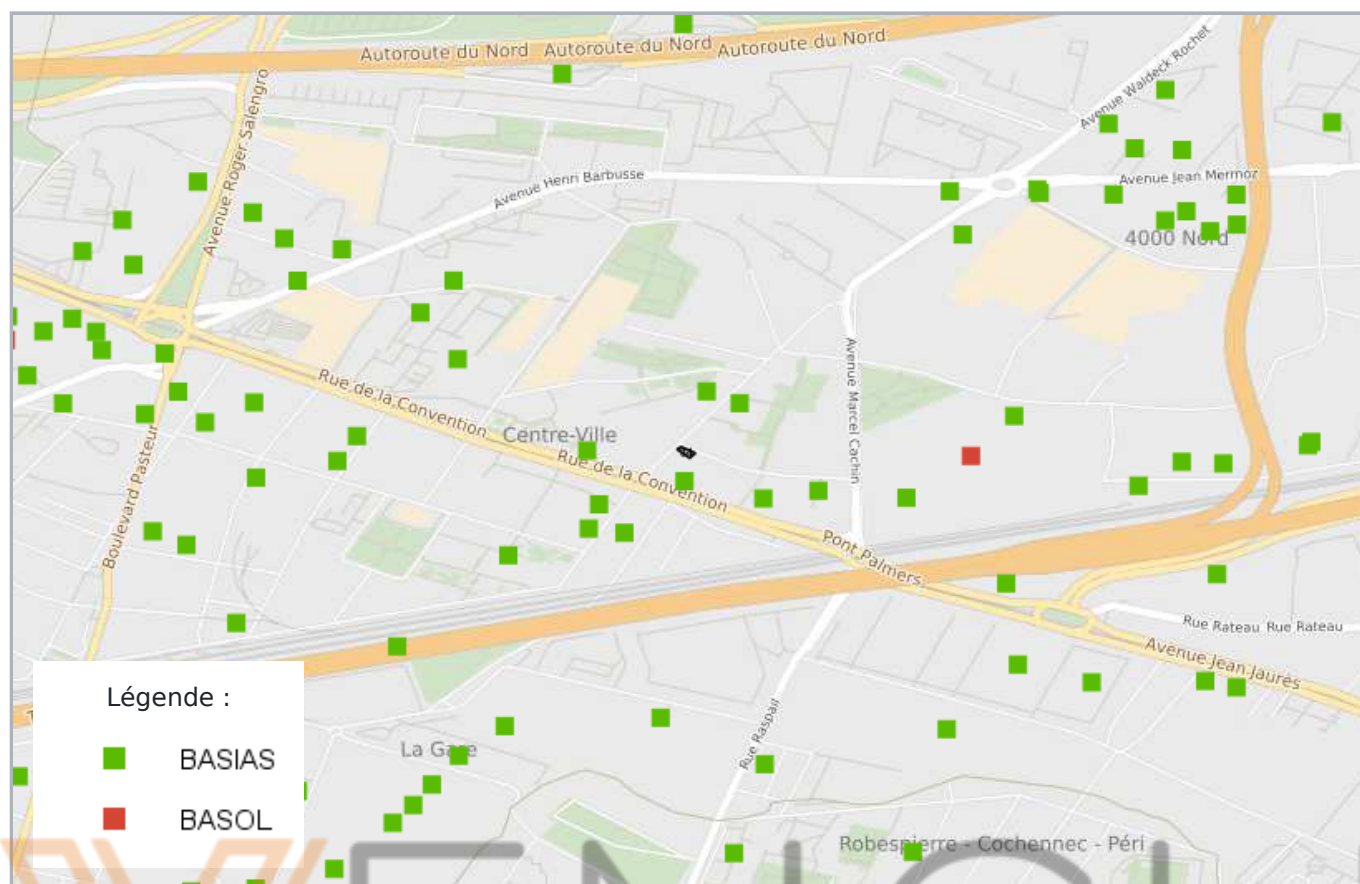 Autoroute du Nord Autoroute du Nord Autoroute du Nord
Avenue Waldeck Rochet
Avenue Roger Salengro
Avenue Henri Barbusse
Avenue Jean Mermoz
4000 Nord
Avenue Marcel Cachin
Rue de la Convention
Centre-Ville
Rue de la Convention
Boulevard Pasteur
Pont Palmers
Rue Rateau Rue Rateau
Avenue Jean Jaurès
Rue Raspail
La Gare
Robespierre - Cochennec - Péri
Légende :
BASIAS
BASOL